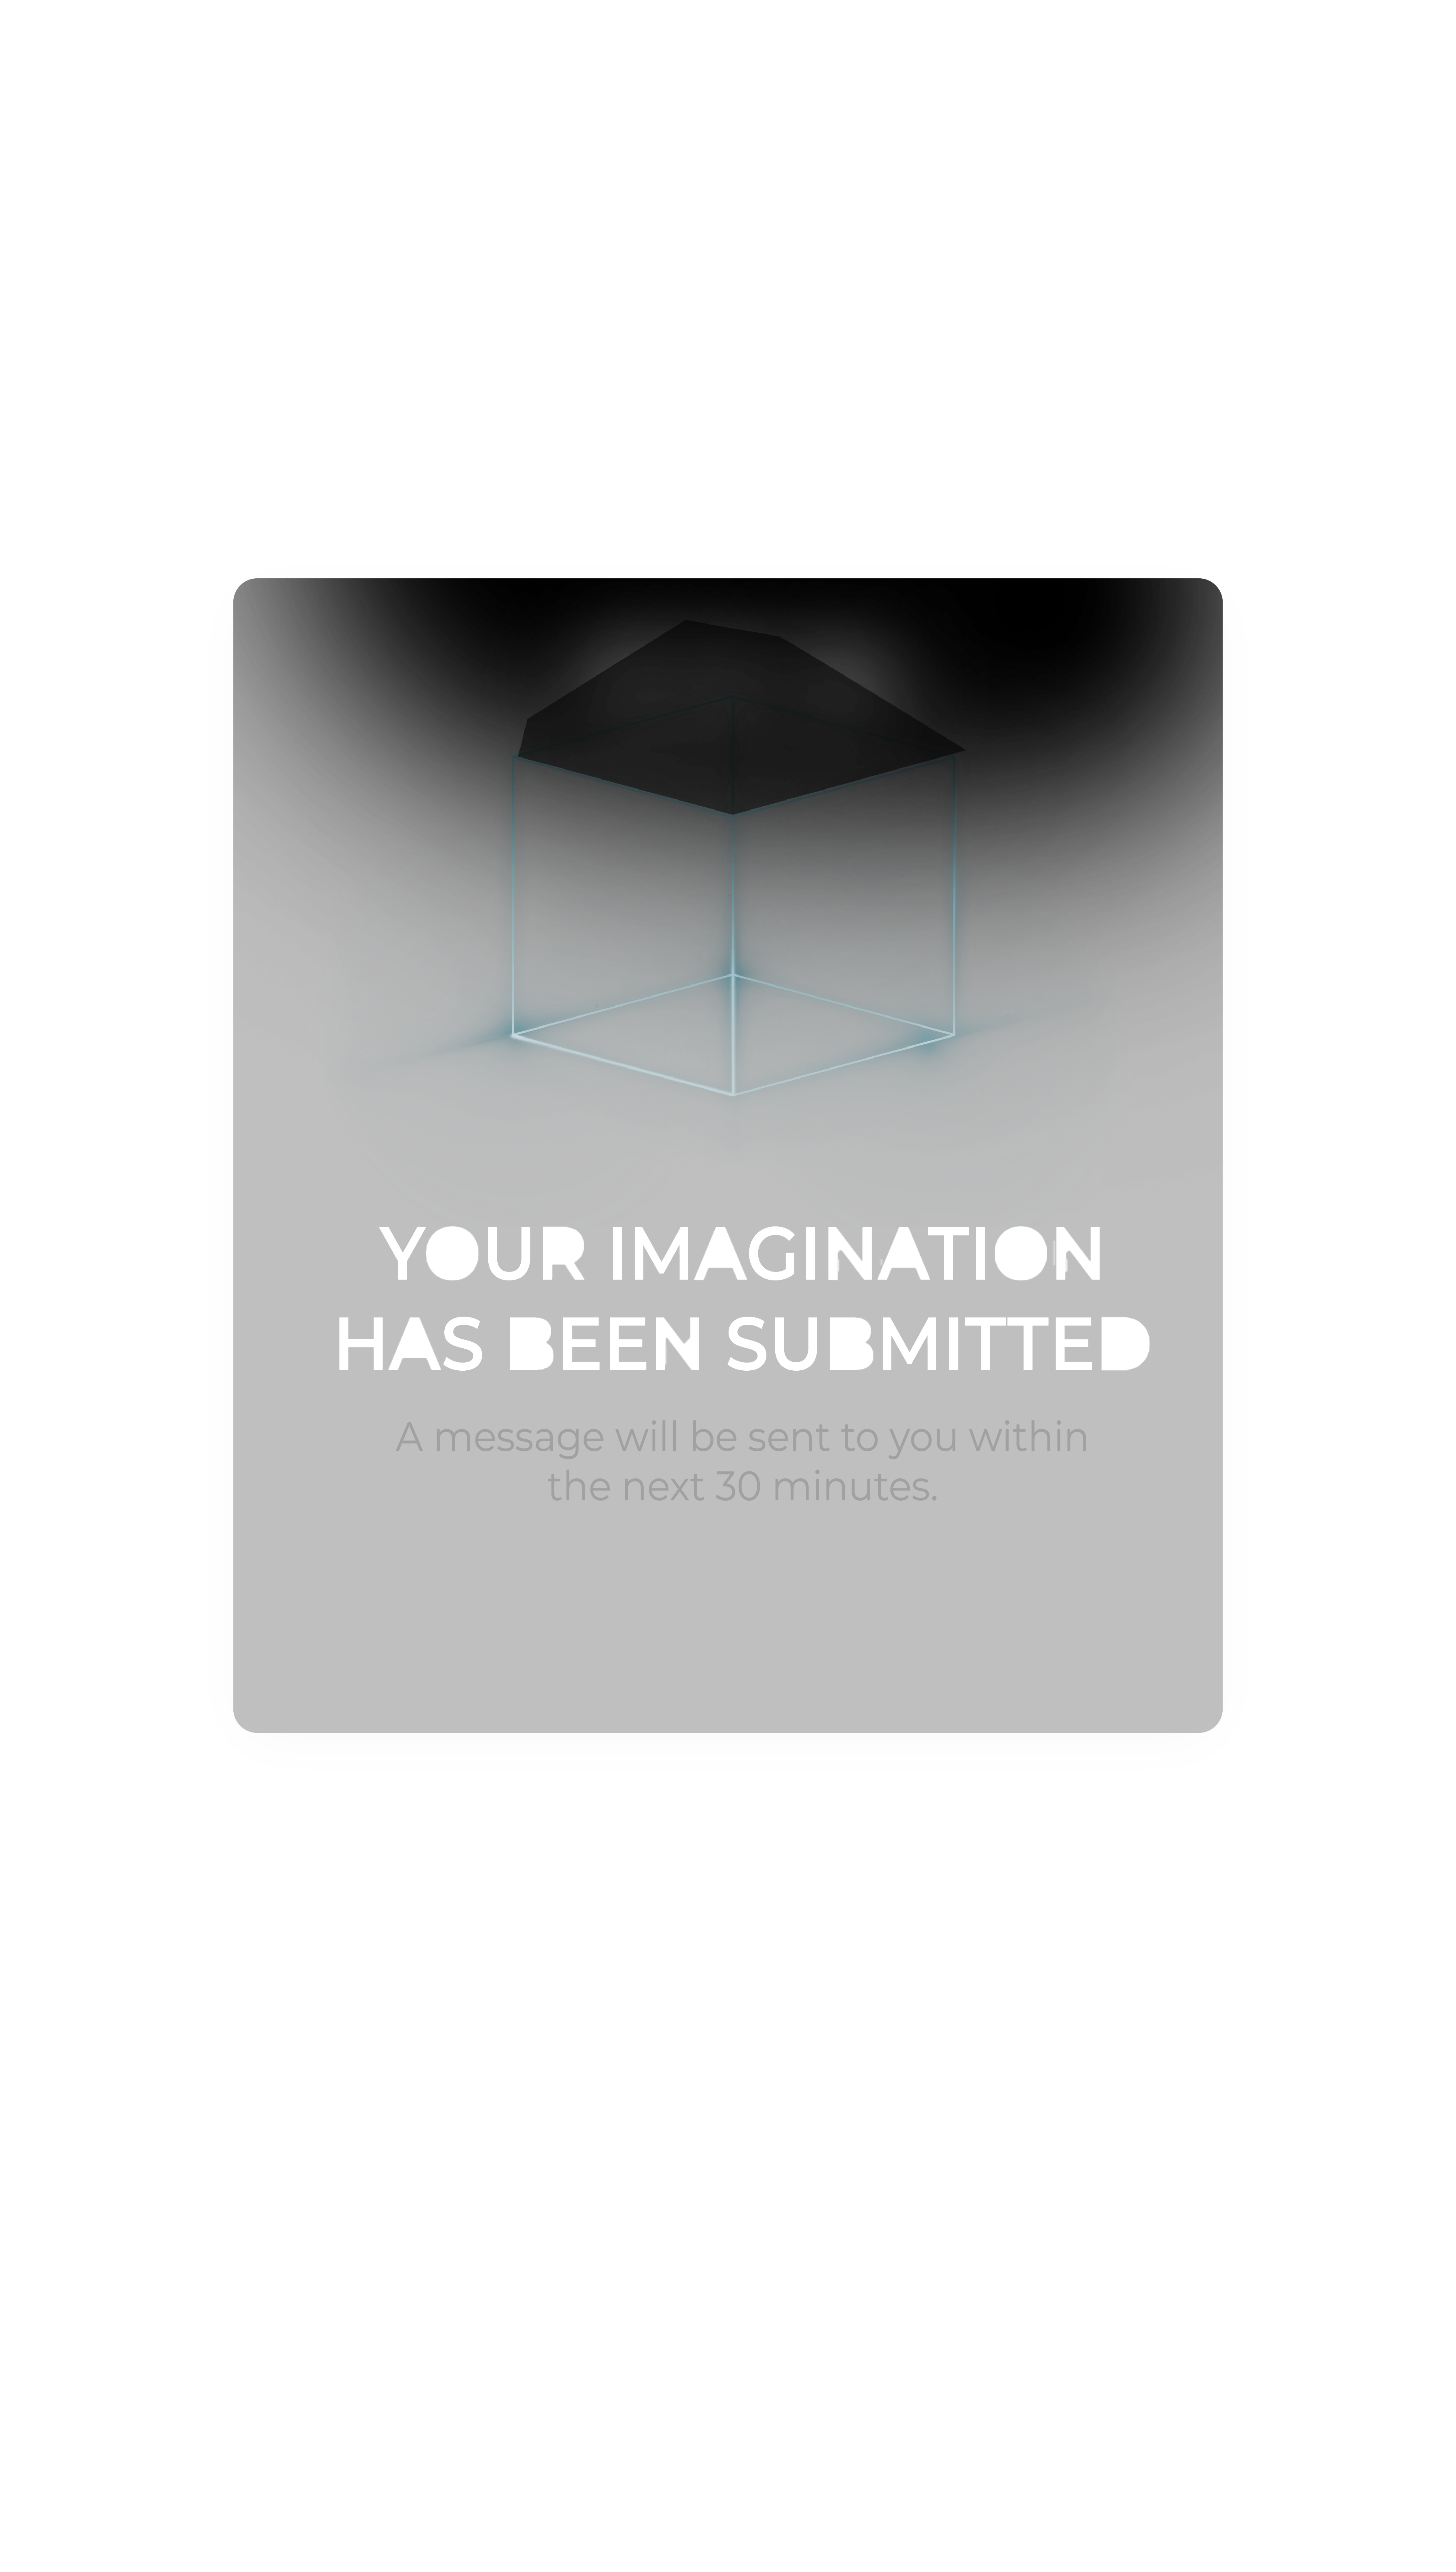 YOUR IMAGINATION
HAS BEEN SUBMITTED
A message will be sent to you within
the next 30 minutes.